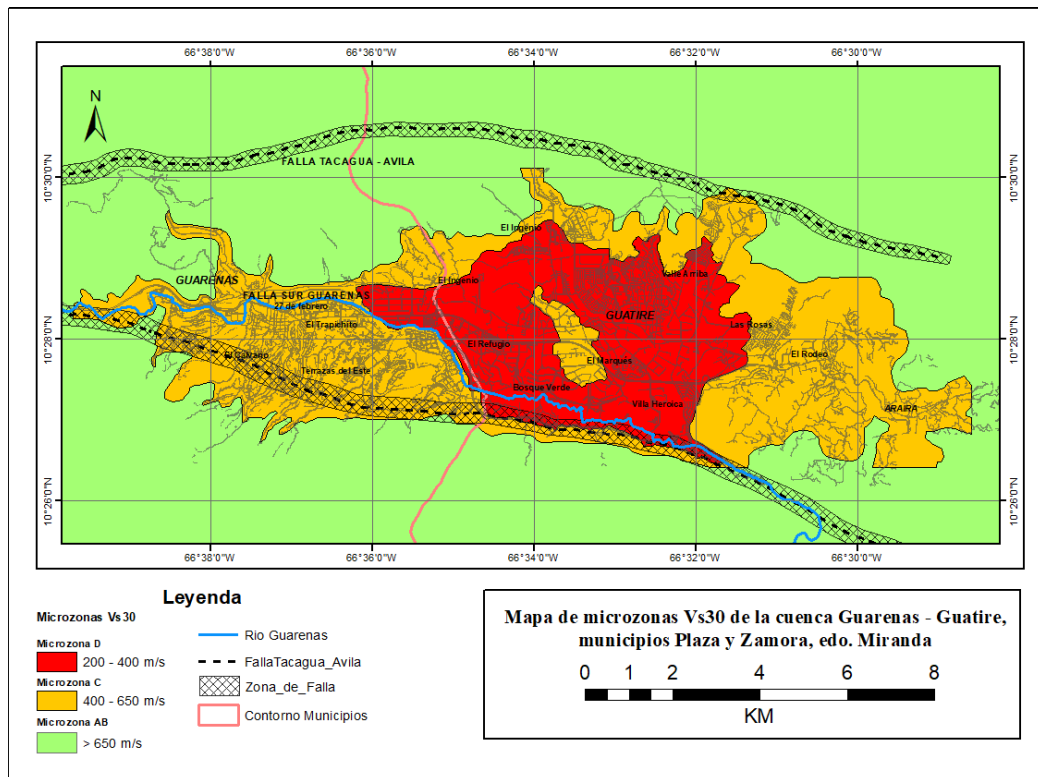 66°38'0"W
66°36'0"W
66°34'0"W
66°32'0"W
66°30'0"W
N
10°30'0"N
10°30'0"N
FALLA TACAGUA - AVILA
El Ingenio
Valle Arriba
GUARENAS
El Ingenio
FALLA SUR GUARENAS
27 de febrero
GUATIRE
El Trapichito
Las Rosas
10°28'0"N
10°28'0"N
El Refugio
El Calvario
El Marqués
El Rodeo
Terrazas del Este
Bosque Verde
Villa Heroica
ARAIRA
10°26'0"N
10°26'0"N
66°38'0"W
66°36'0"W
66°34'0"W
66°32'0"W
66°30'0"W
Leyenda
Microzonas Vs30
Microzona D
200 - 400 m/s
Microzona C
400 - 650 m/s
Microzona AB
> 650 m/s
Rio Guarenas
FallaTacagua_Avila
Zona_de_Falla
Contorno Municipios
Mapa de microzonas Vs30 de la cuenca Guarenas - Guatire,
municipios Plaza y Zamora, edo. Miranda
0 1 2 4 6 8
KM